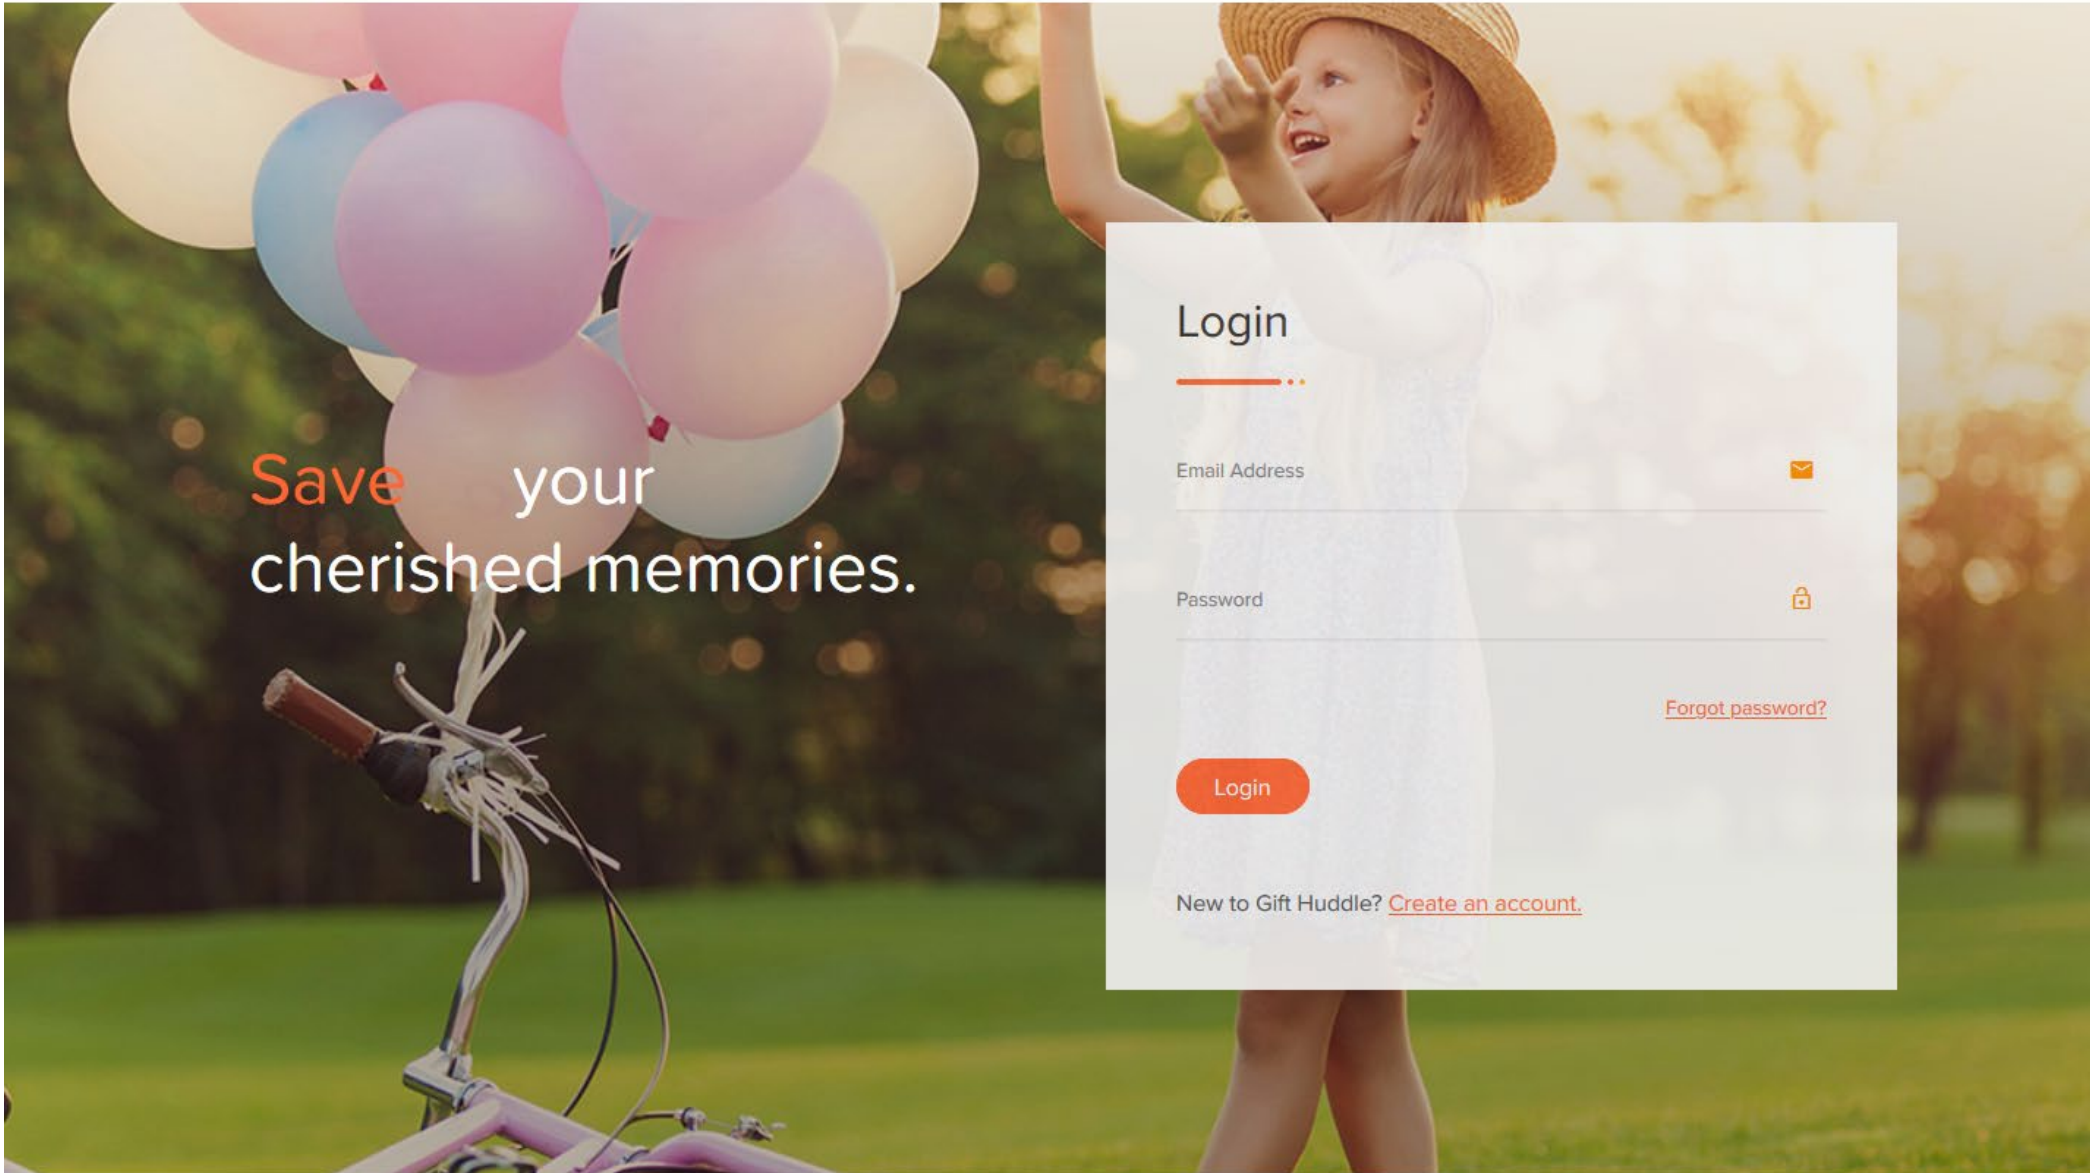 Save your
cherished memories.
Login
Email Address
Password
Forgot password?
Login
New to Gift Huddle? Create an account.